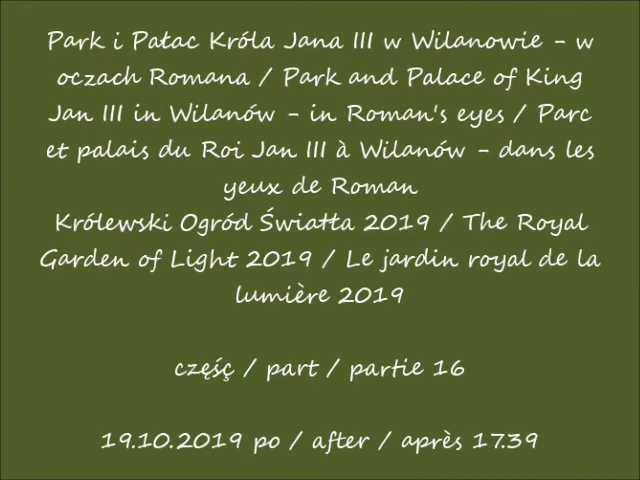 Park i Pałac Króla Jana III w Wilanowie - w
oczach Romana / Park and Palace of King
Jan III in Wilanów - in Roman's eyes / Parc
et palais du Roi Jan III à Wilanów - dans les
yeux de Roman
Królewski Ogród Światła 2019 / The Royal
Garden of Light 2019 / Le jardin royal de la
lumière 2019
częśç / part / partie 16
19.10.2019 po / after / après 17.39